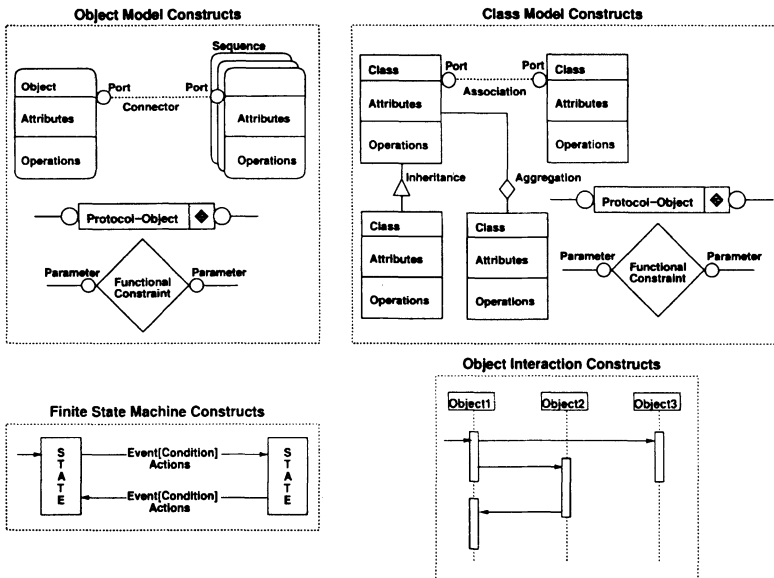 Object Model Constructs
Sequence
Object
Port
Port
Connector
Attributes
Attributes
Operations
Operations
Protocol-Object
Parameter
Parameter
Functional
Constraint
Class Model Constructs
Class
Port
Port
Class
Association
Attributes
Attributes
Operations
Operations
Inheritance
Aggregation
Class
Class
Attributes
Attributes
Operations
Operations
Protocol-Object
Parameter
Parameter
Functional
Constraint
Finite State Machine Constructs
STATE
Event[Condition]
Actions
Event[Condition]
Actions
STATE
Object Interaction Constructs
Object1
Object2
Object3